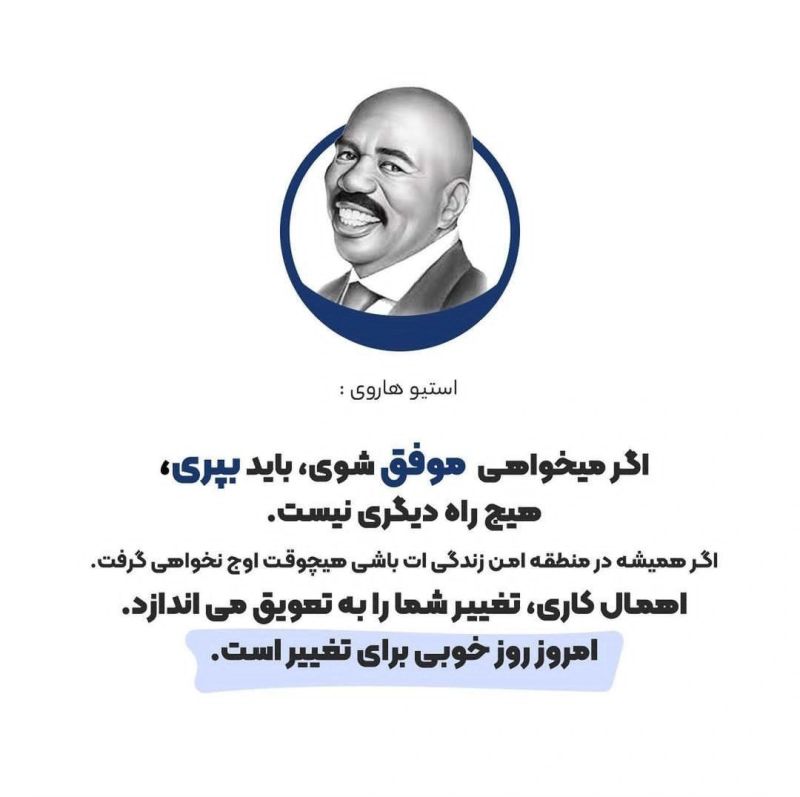 استیو هاروی :
اگر میخواهی موفق شوی، باید بپری،
هیچ راه دیگری نیست.
اگر همیشه در منطقه امن زندگی ات باشی هیچوقت اوج نخواهی گرفت.
اهمال کاری، تغییر شما را به تعویق می اندازد.
امروز روز خوبی برای تغییر است.